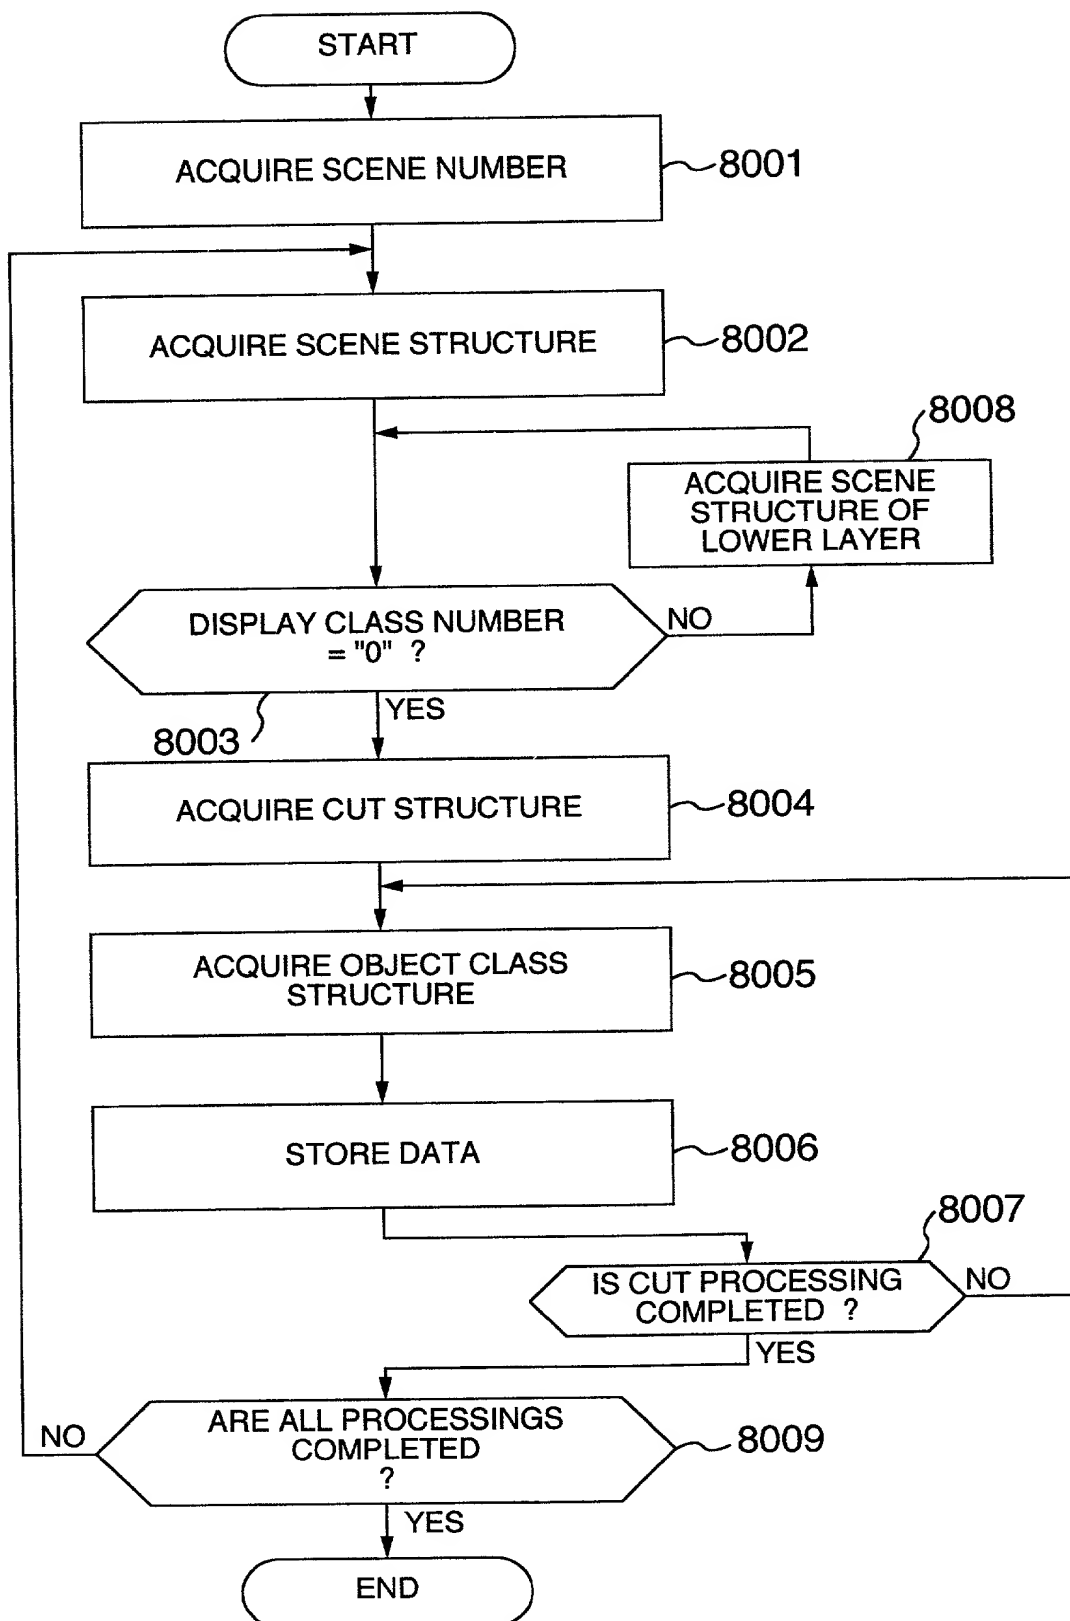 START
ACQUIRE SCENE NUMBER
8001
ACQUIRE SCENE STRUCTURE
8002
8008
ACQUIRE SCENE
STRUCTURE OF
LOWER LAYER
DISPLAY CLASS NUMBER
= "0" ?
NO
YES
8003
ACQUIRE CUT STRUCTURE
8004
ACQUIRE OBJECT CLASS
STRUCTURE
8005
STORE DATA
8006
8007
IS CUT PROCESSING
COMPLETED ?
NO
YES
ARE ALL PROCESSINGS
COMPLETED
?
NO
8009
YES
END